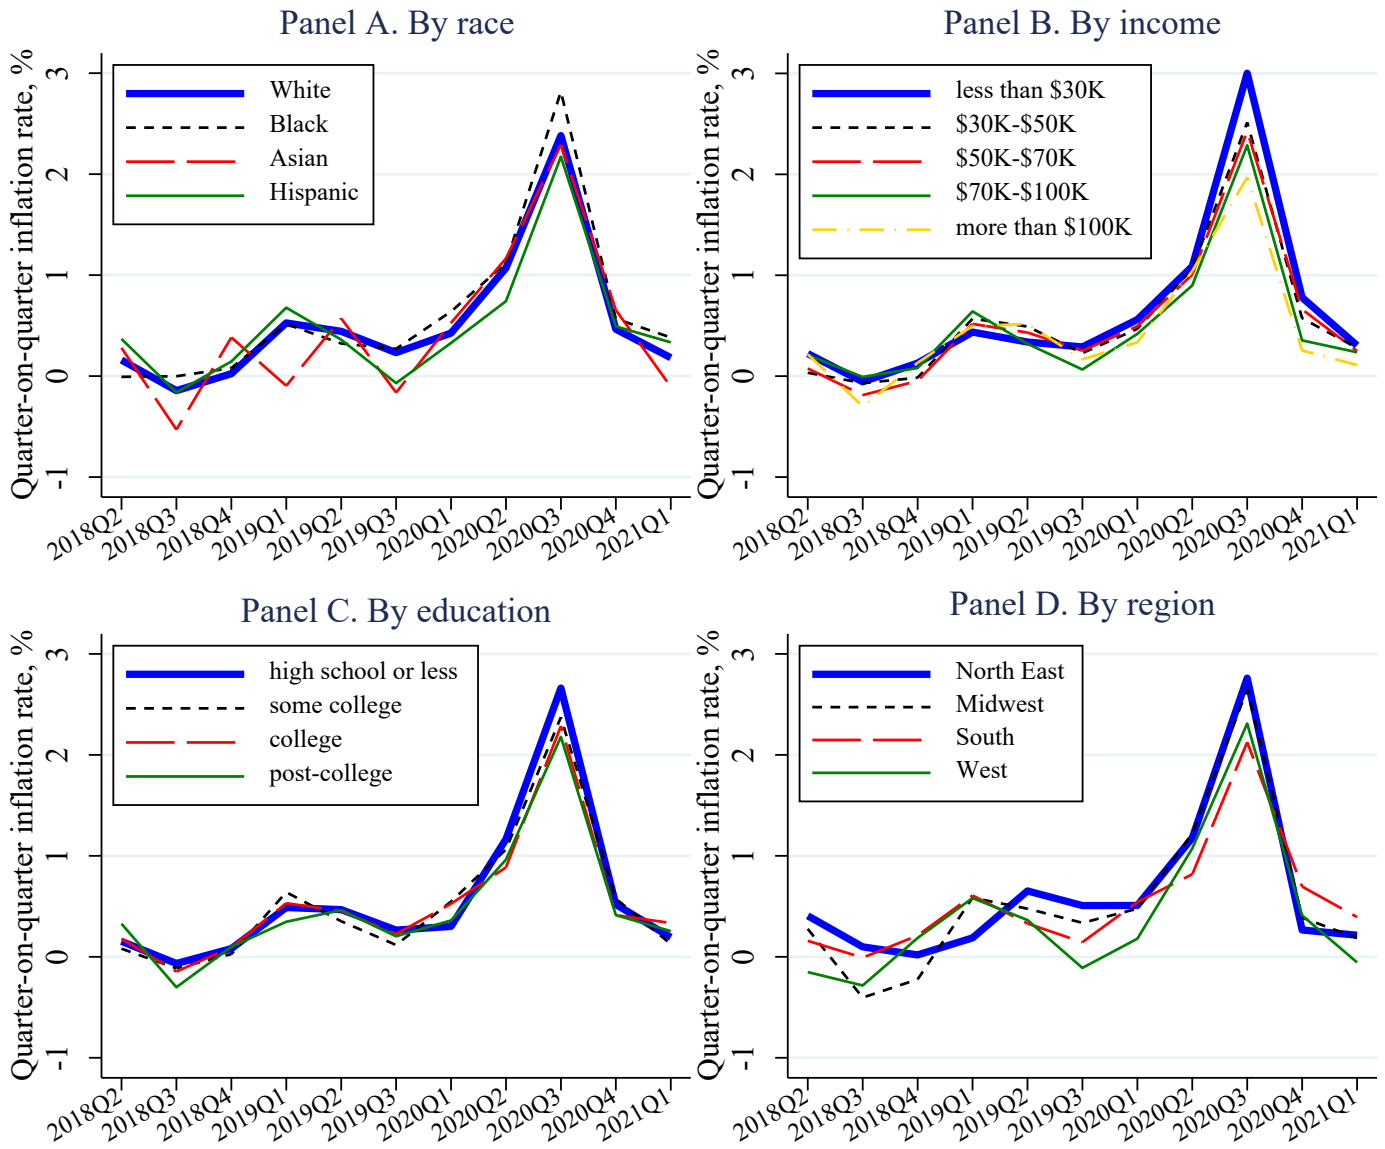 Panel A. By race
Quarter-on-quarter inflation rate, %
3
2
1
0
-1
White
Black
Asian
Hispanic
2018Q2
2018Q3
2018Q4
2019Q1
2019Q2
2019Q3
2020Q1
2020Q2
2020Q3
2020Q4
2021Q1
Panel B. By income
Quarter-on-quarter inflation rate, %
3
2
1
0
-1
less than $30K
$30K-$50K
$50K-$70K
$70K-$100K
more than $100K
2018Q2
2018Q3
2018Q4
2019Q1
2019Q2
2019Q3
2020Q1
2020Q2
2020Q3
2020Q4
2021Q1
Panel C. By education
Quarter-on-quarter inflation rate, %
3
2
1
0
-1
high school or less
some college
college
post-college
2018Q2
2018Q3
2018Q4
2019Q1
2019Q2
2019Q3
2020Q1
2020Q2
2020Q3
2020Q4
2021Q1
Panel D. By region
Quarter-on-quarter inflation rate, %
3
2
1
0
-1
North East
Midwest
South
West
2018Q2
2018Q3
2018Q4
2019Q1
2019Q2
2019Q3
2020Q1
2020Q2
2020Q3
2020Q4
2021Q1